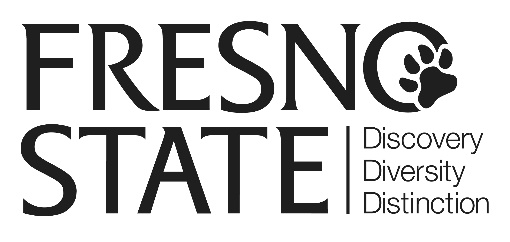 FRESNO
STATE
Discovery
Diversity
Distinction